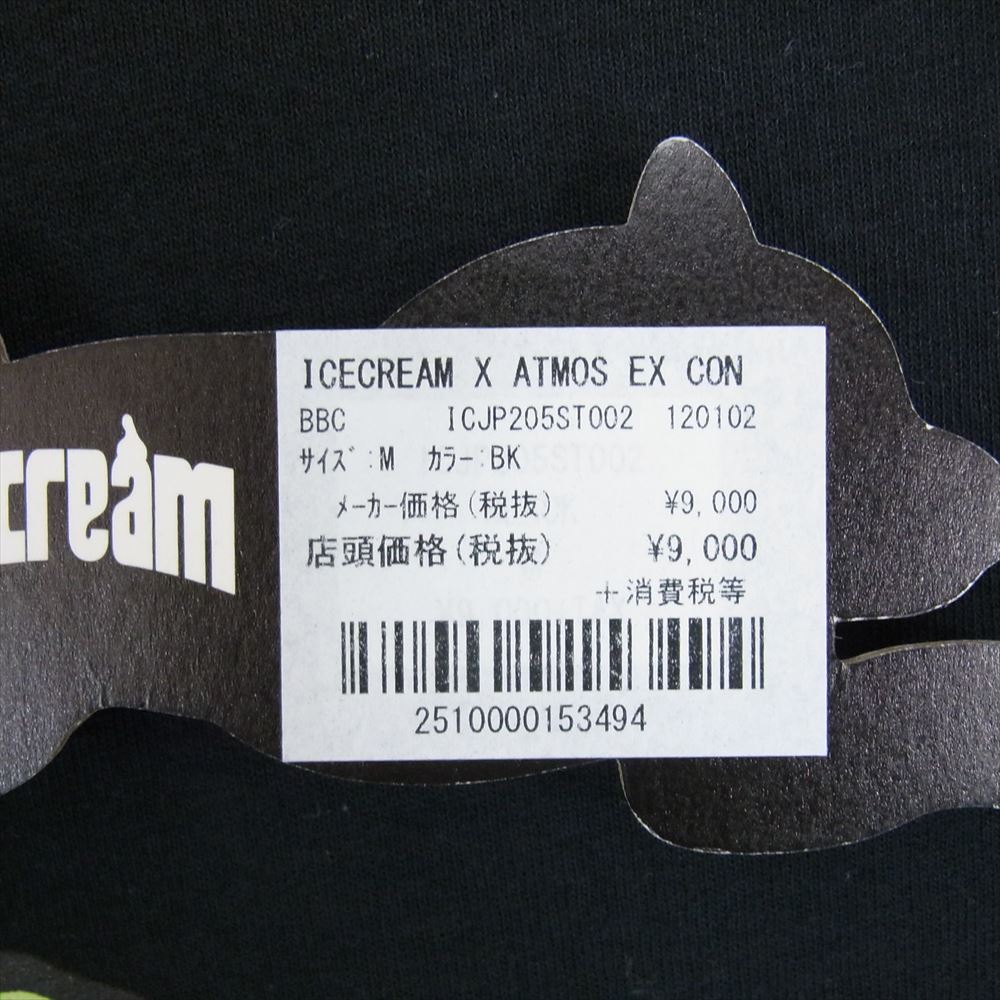 cream
ICECREAM X ATMOS EX CON
BBC ICJP205ST002 120102
ｻｲｽﾞ:M ｶﾗｰ:BK
ﾒｰｶｰ価格(税抜) ¥9,000
店頭価格(税抜) ¥9,000
＋消費税等
2510000153494